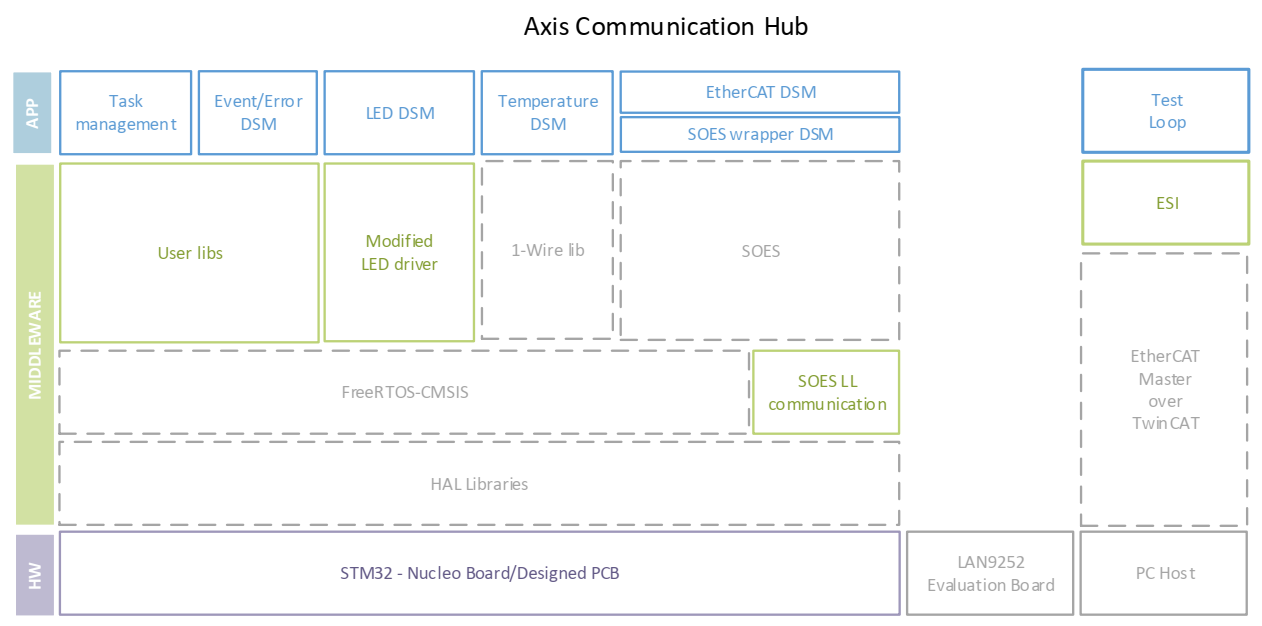 Axis Communication Hub
APP
Task
management
Event/Error
DSM
LED DSM
Temperature
DSM
EtherCAT DSM
SOES wrapper DSM
Test
Loop
MIDDLEWARE
User libs
Modified
LED driver
1-Wire lib
SOES
ESI
FreeRTOS-CMSIS
SOES LL
communication
EtherCAT
Master
over
TwinCAT
HAL Libraries
HW
STM32 - Nucleo Board/Designed PCB
LAN9252
Evaluation Board
PC Host